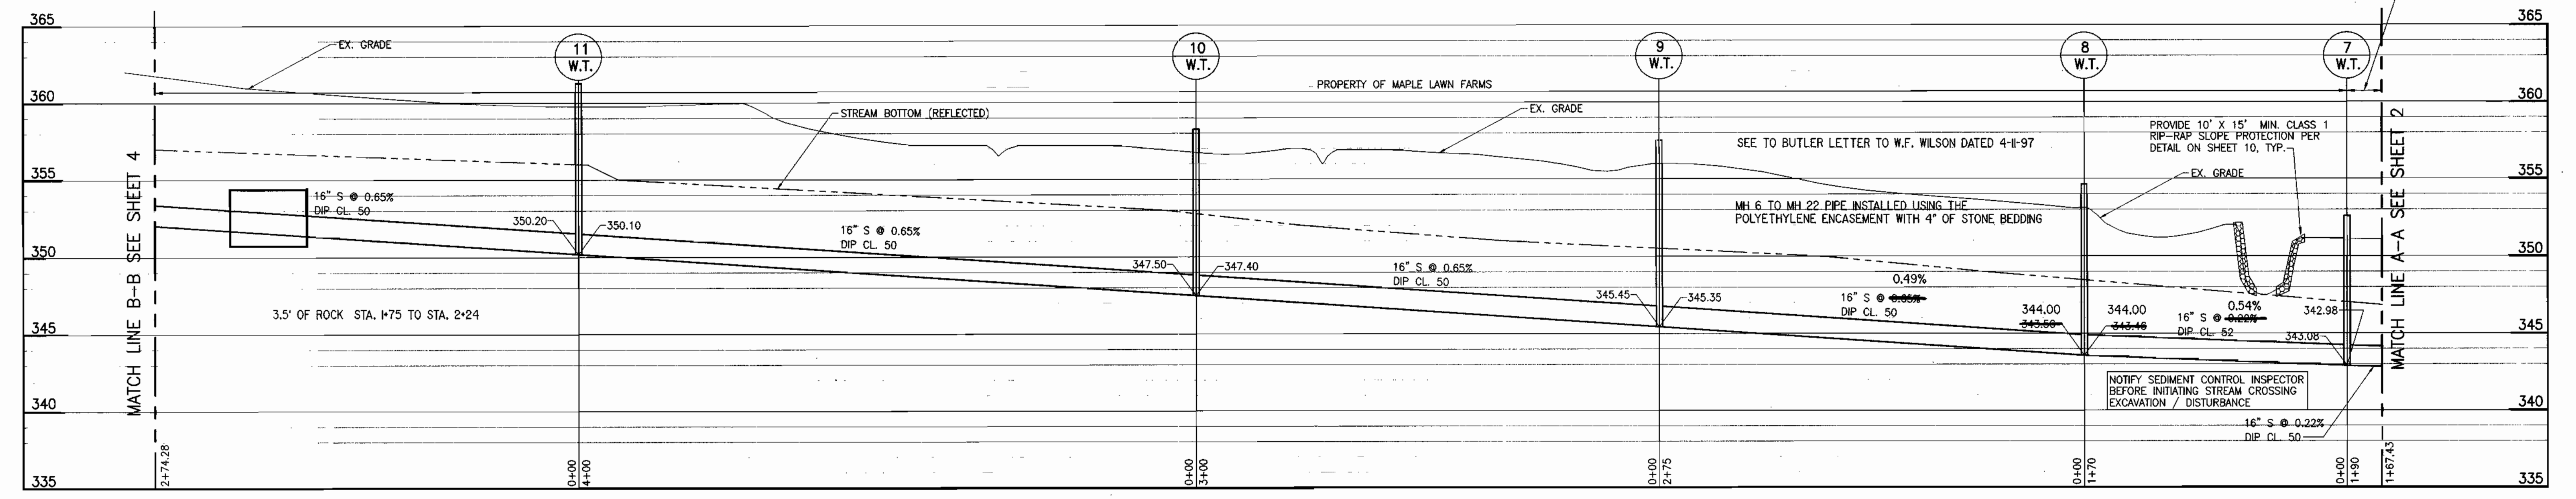 365
365
EX. GRADE
11
W.T.
10
W.T.
9
W.T.
8
W.T.
7
W.T.
PROPERTY OF MAPLE LAWN FARMS
360
360
STREAM BOTTOM (REFLECTED)
EX. GRADE
SEE TO BUTLER LETTER TO W.F. WILSON DATED 4-11-97
PROVIDE 10' X 15' MIN. CLASS 1
RIP-RAP SLOPE PROTECTION PER
DETAIL ON SHEET 10, TYP.
EX. GRADE
355
355
MATCH LINE B-B SEE SHEET 4
MATCH LINE A-A SEE SHEET 2
16" S @ 0.65%
DIP CL. 50
350.20
350.10
16" S @ 0.65%
DIP CL. 50
MH 6 TO MH 22 PIPE INSTALLED USING THE
POLYETHYLENE ENCASEMENT WITH 4" OF STONE BEDDING
350
350
347.50
347.40
16" S @ 0.65%
DIP CL. 50
345.45
345.35
0.49%
16" S @ 0.65%
DIP CL. 50
344.00
343.56
344.00
343.46
0.54%
16" S @ 0.22%
DIP CL. 52
342.98
343.08
3.5' OF ROCK STA. 1+75 TO STA. 2+24
345
345
NOTIFY SEDIMENT CONTROL INSPECTOR
BEFORE INITIATING STREAM CROSSING
EXCAVATION / DISTURBANCE
340
340
16" S @ 0.22%
DIP CL. 50
2+74.28
0+00
4+00
0+00
3+00
0+00
2+75
0+00
1+70
0+00
1+90
1+67.43
335
335